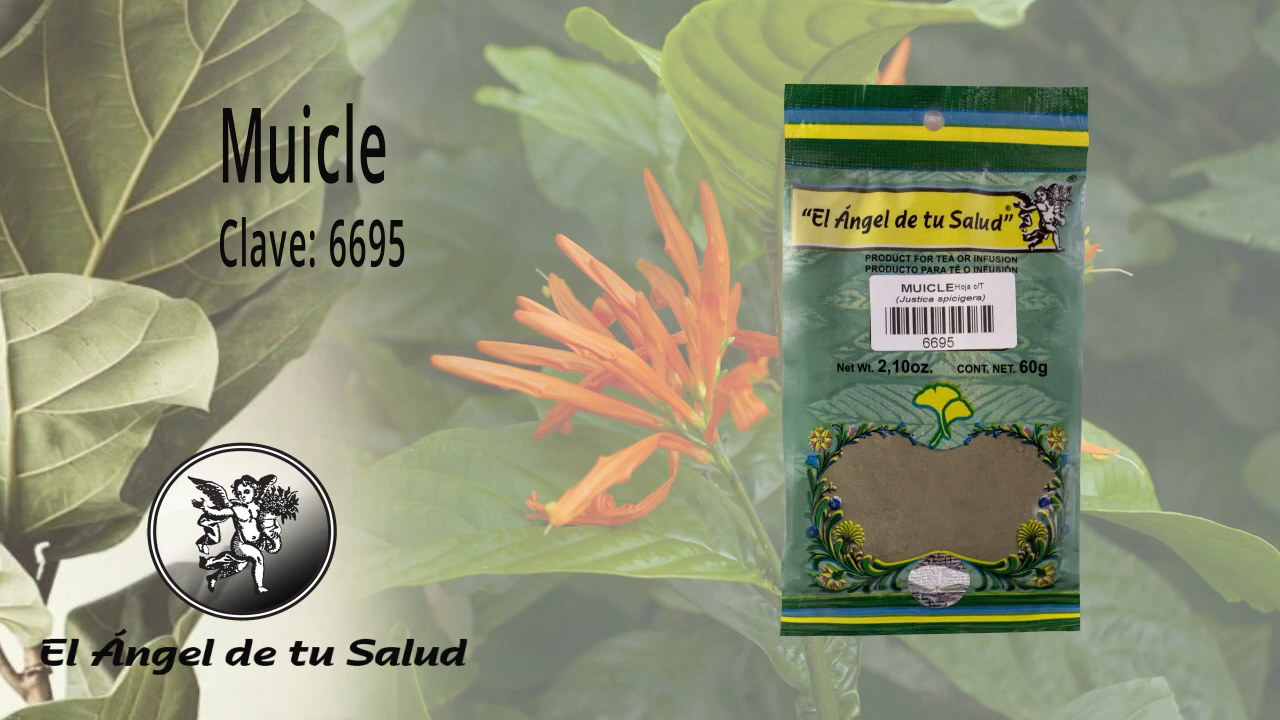 Muicle
Clave: 6695
El Ángel de tu Salud
“El Ángel de tu Salud”®
®
PRODUCT FOR TEA OR INFUSION
PRODUCTO PARA TÉ O INFUSIÓN
MUICLE Hoja c/T
(Justica spicigera)
6695
Net Wt. 2,10oz. CONT. NET. 60g